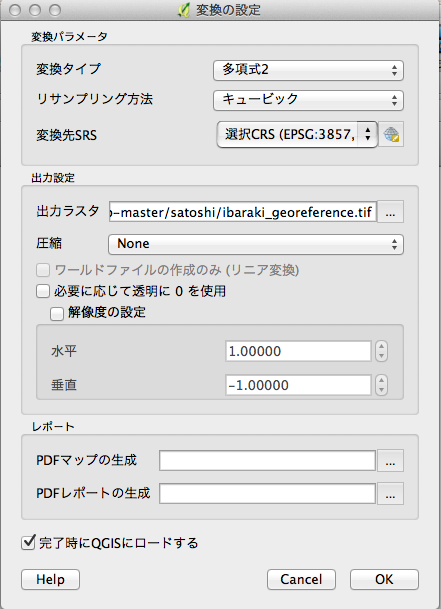 変換の設定
変換パラメータ
変換タイプ 多項式2
リサンプリング方法 キュービック
変換先SRS 選択CRS (EPSG:3857,
出力設定
出力ラスタ -master/satoshi/ibaraki_georeference.tif ...
圧縮 None
ワールドファイルの作成のみ (リニア変換)
必要に応じて透明に 0 を使用
解像度の設定
水平 1.00000
垂直 -1.00000
レポート
PDFマップの生成 ...
PDFレポートの生成 ...
完了時にQGISにロードする
Help Cancel OK